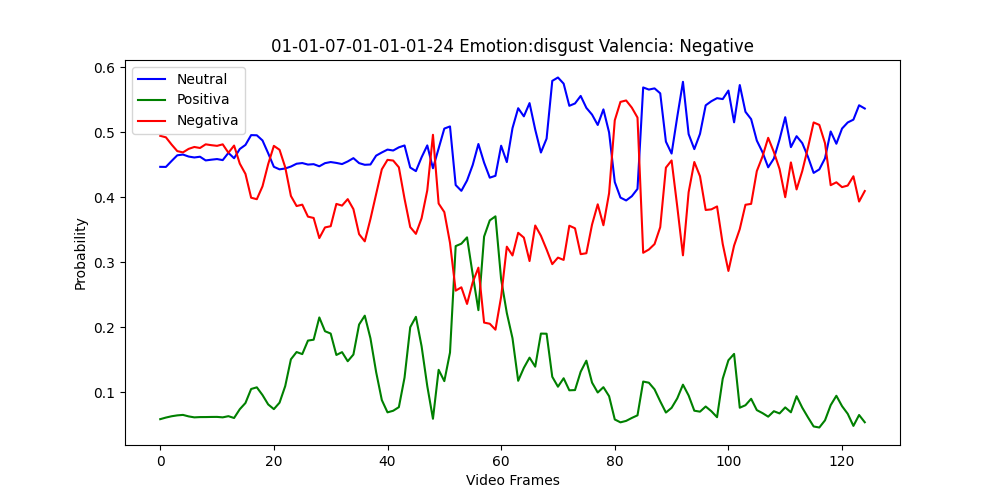 01-01-07-01-01-01-24 Emotion:disgust Valencia: Negative
Neutral
Positiva
Negativa
Probability
0.6
0.5
0.4
0.3
0.2
0.1
0 20 40 60 80 100 120
Video Frames